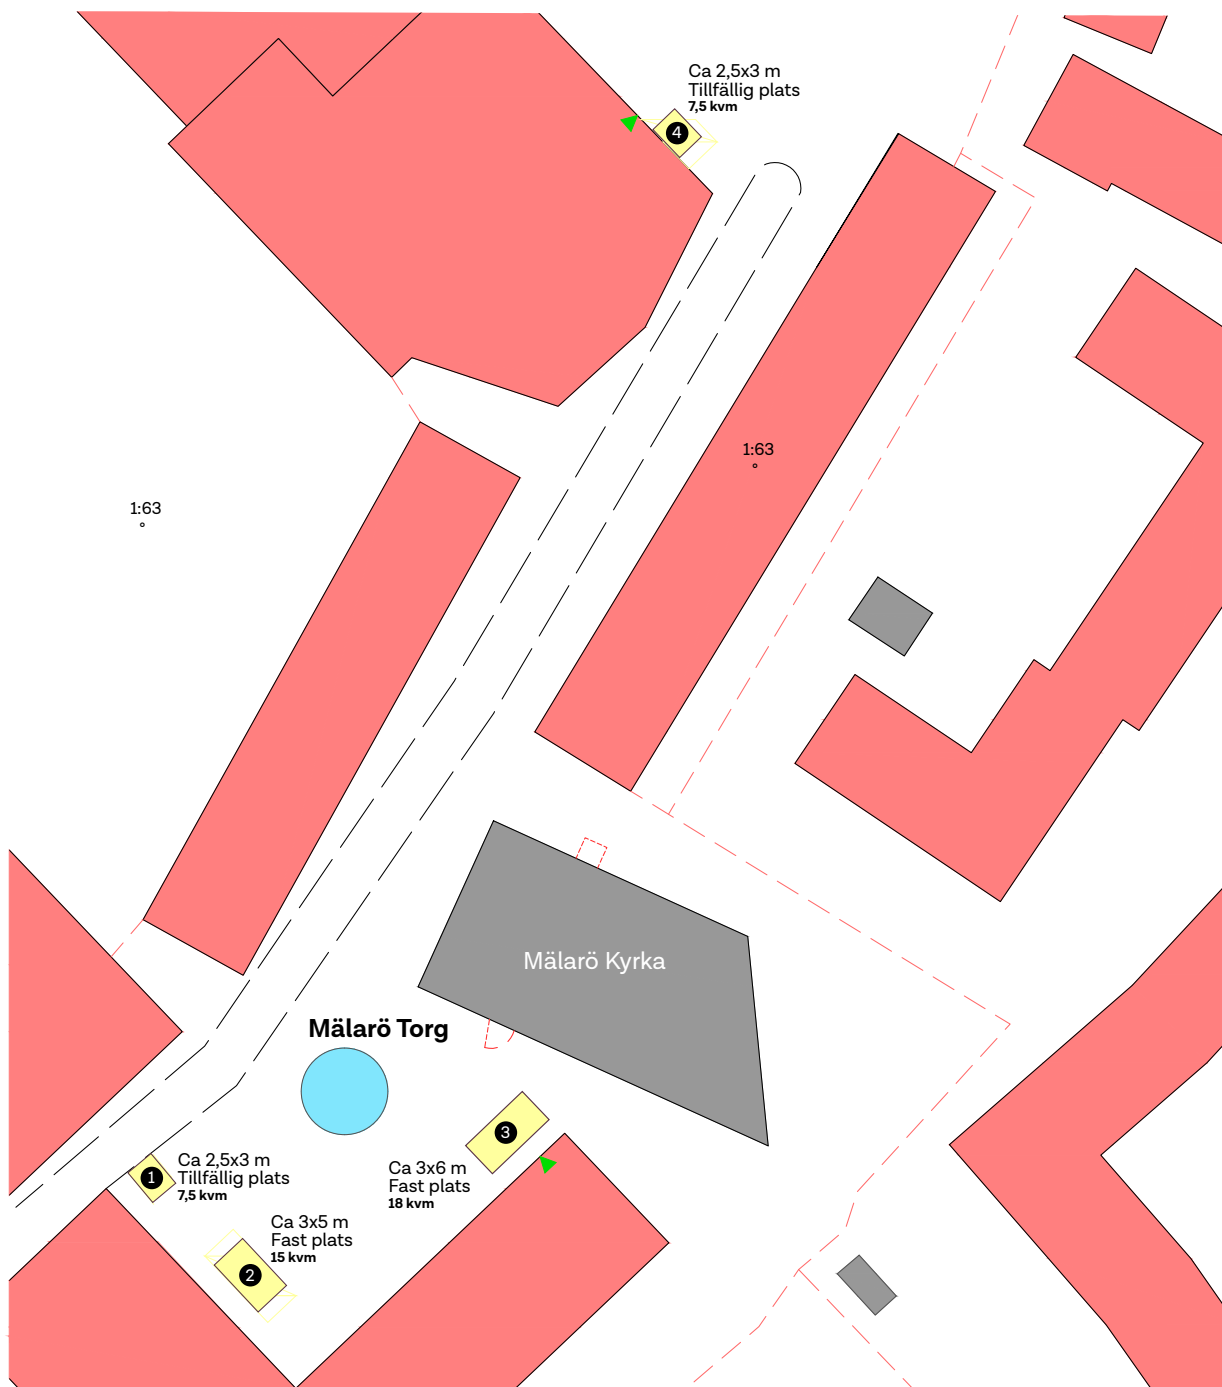 Ca 2,5x3 m
Tillfällig plats
7,5 kvm
4
1:63
1:63
Mälarö Kyrka
Mälarö Torg
3
Ca 3x6 m
Fast plats
18 kvm
1
Ca 2,5x3 m
Tillfällig plats
7,5 kvm
Ca 3x5 m
Fast plats
15 kvm
2